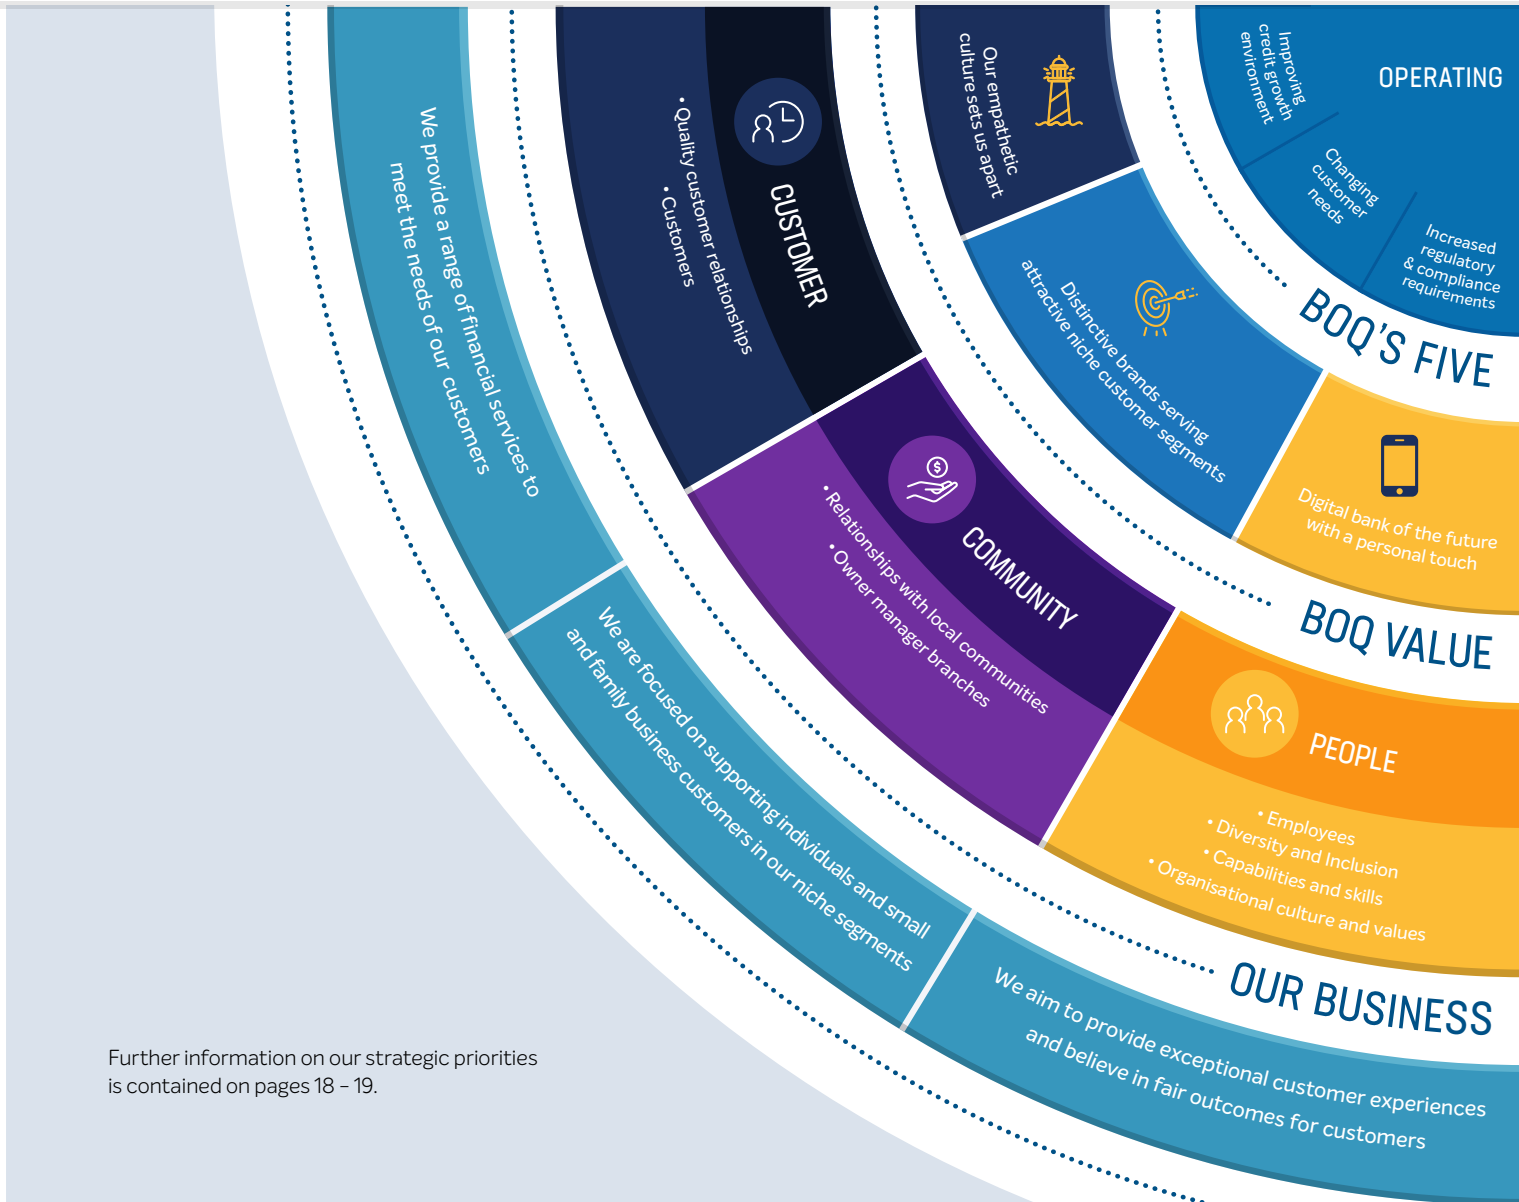 OPERATING
Improving
credit growth
environment
Changing
customer
needs
Increased
regulatory
& compliance
requirements
BOQ'S FIVE
Our empathetic
culture sets us apart
Distinctive brands serving
attractive niche customer segments
Digital bank of the future
with a personal touch
BOQ VALUE
CUSTOMER
• Quality customer relationships
• Customers
COMMUNITY
• Relationships with local communities
• Owner manager branches
PEOPLE
• Employees
• Diversity and Inclusion
• Capabilities and skills
• Organisational culture and values
OUR BUSINESS
We provide a range of financial services to
meet the needs of our customers
We are focused on supporting individuals and small
and family business customers in our niche segments
We aim to provide exceptional customer experiences
and believe in fair outcomes for customers
Further information on our strategic priorities
is contained on pages 18 – 19.